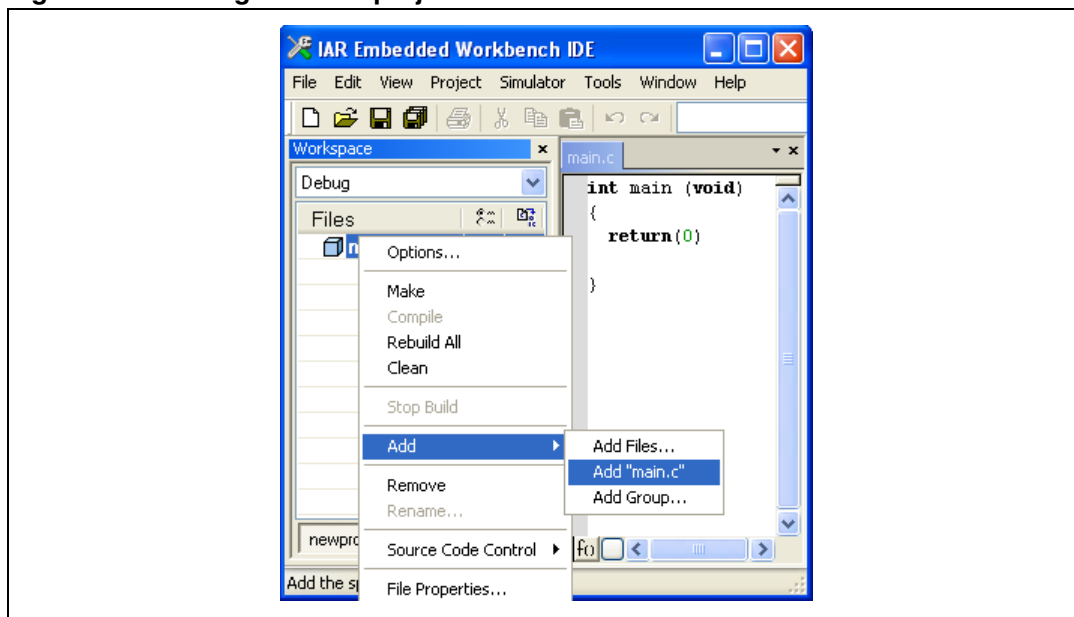 IAR Embedded Workbench IDE
File Edit View Project Simulator Tools Window Help
Workspace
main.c
Debug
Files
int main (void)
{
return(0)
}
Options...
Make
Compile
Rebuild All
Clean
Stop Build
Add
Add Files...
Add "main.c"
Add Group...
Remove
Rename...
Source Code Control
File Properties...
Add the